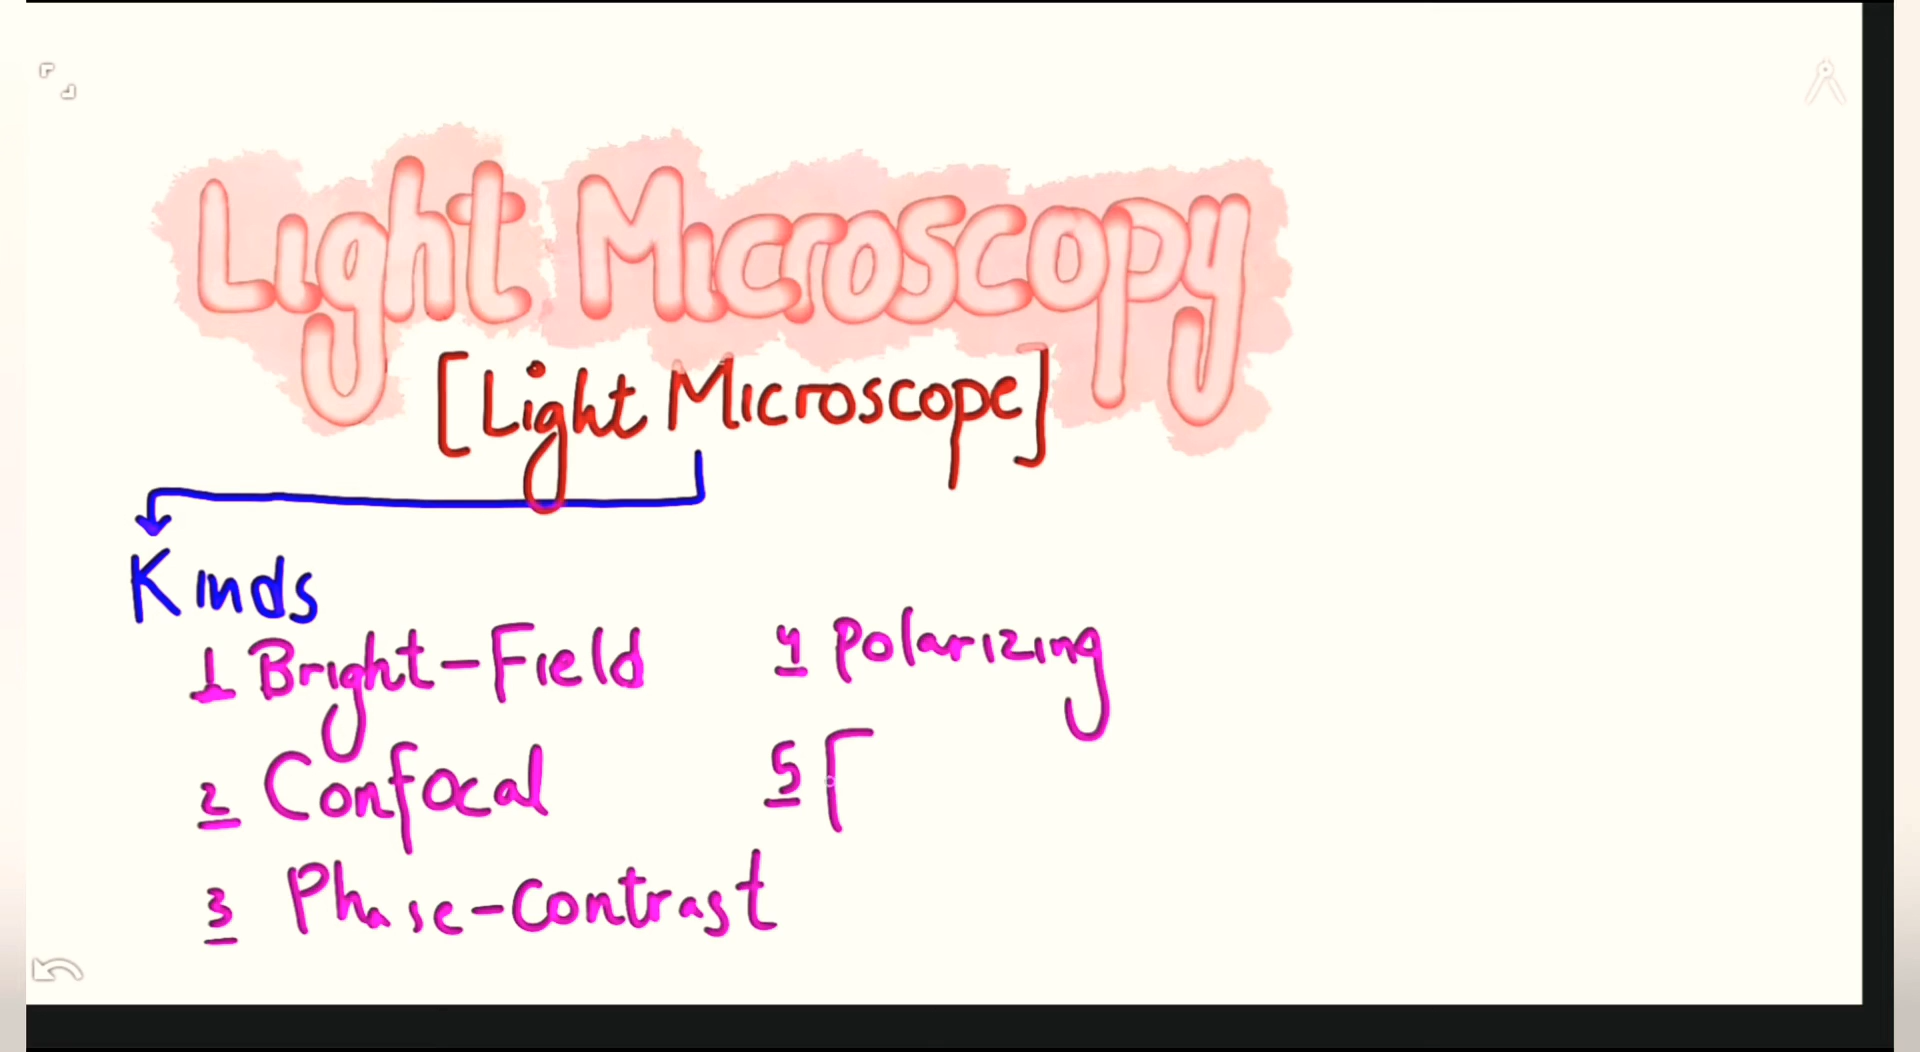 Light Microscopy
[Light Microscope]
Kinds
1 Bright-Field
2 Confocal
3 Phase-Contrast
4 Polarizing
5